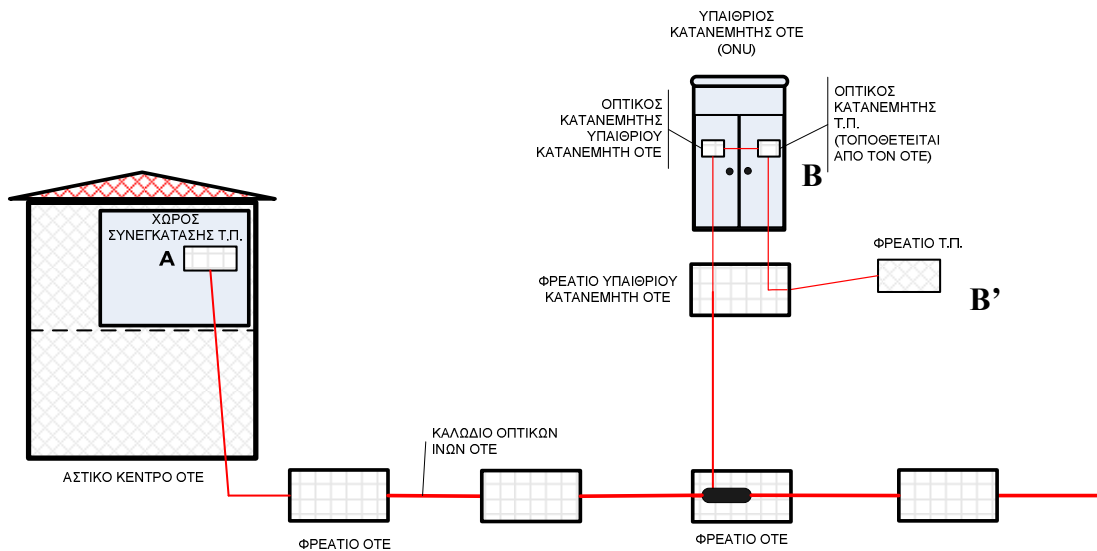 ΥΠΑΙΘΡΙΟΣ
ΚΑΤΑΝΕΜΗΤΗΣ ΟΤΕ
(ONU)
ΟΠΤΙΚΟΣ
ΚΑΤΑΝΕΜΗΤΗΣ
ΥΠΑΙΘΡΙΟΥ
ΚΑΤΑΝΕΜΗΤΗ ΟΤΕ
ΟΠΤΙΚΟΣ
ΚΑΤΑΝΕΜΗΤΗΣ
Τ.Π.
(ΤΟΠΟΘΕΤΕΙΤΑΙ
ΑΠΟ ΤΟΝ ΟΤΕ)
B
ΧΩΡΟΣ
ΣΥΝΕΓΚΑΤΑΣΗΣ Τ.Π.
A
ΦΡΕΑΤΙΟ ΥΠΑΙΘΡΙΟΥ
ΚΑΤΑΝΕΜΗΤΗ ΟΤΕ
ΦΡΕΑΤΙΟ Τ.Π.
B’
ΚΑΛΩΔΙΟ ΟΠΤΙΚΩΝ
ΙΝΩΝ ΟΤΕ
ΑΣΤΙΚΟ ΚΕΝΤΡΟ ΟΤΕ
ΦΡΕΑΤΙΟ ΟΤΕ
ΦΡΕΑΤΙΟ ΟΤΕ